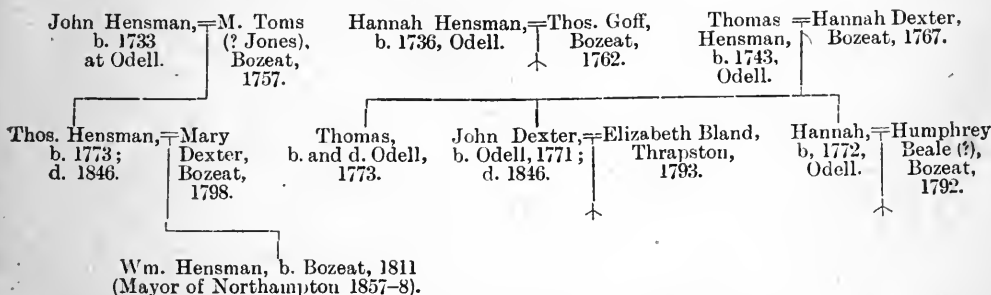 John Hensman,
b. 1733
at Odell.
M. Toms
(? Jones),
Bozeat,
1757.
Hannah Hensman,
b. 1736, Odell.
Thos. Goff,
Bozeat,
1762.
Thomas
Hensman,
b. 1743,
Odell.
Hannah Dexter,
Bozeat, 1767.
Thos. Hensman,
b. 1773;
d. 1846.
Mary
Dexter,
Bozeat,
1798.
Thomas,
b. and d. Odell,
1773.
John Dexter,
b. Odell, 1771;
d. 1846.
Elizabeth Bland,
Thrapston,
1793.
Hannah,
b, 1772,
Odell.
Humphrey
Beale (?),
Bozeat,
1792.
Wm. Hensman, b. Bozeat, 1811
(Mayor of Northampton 1857–8).